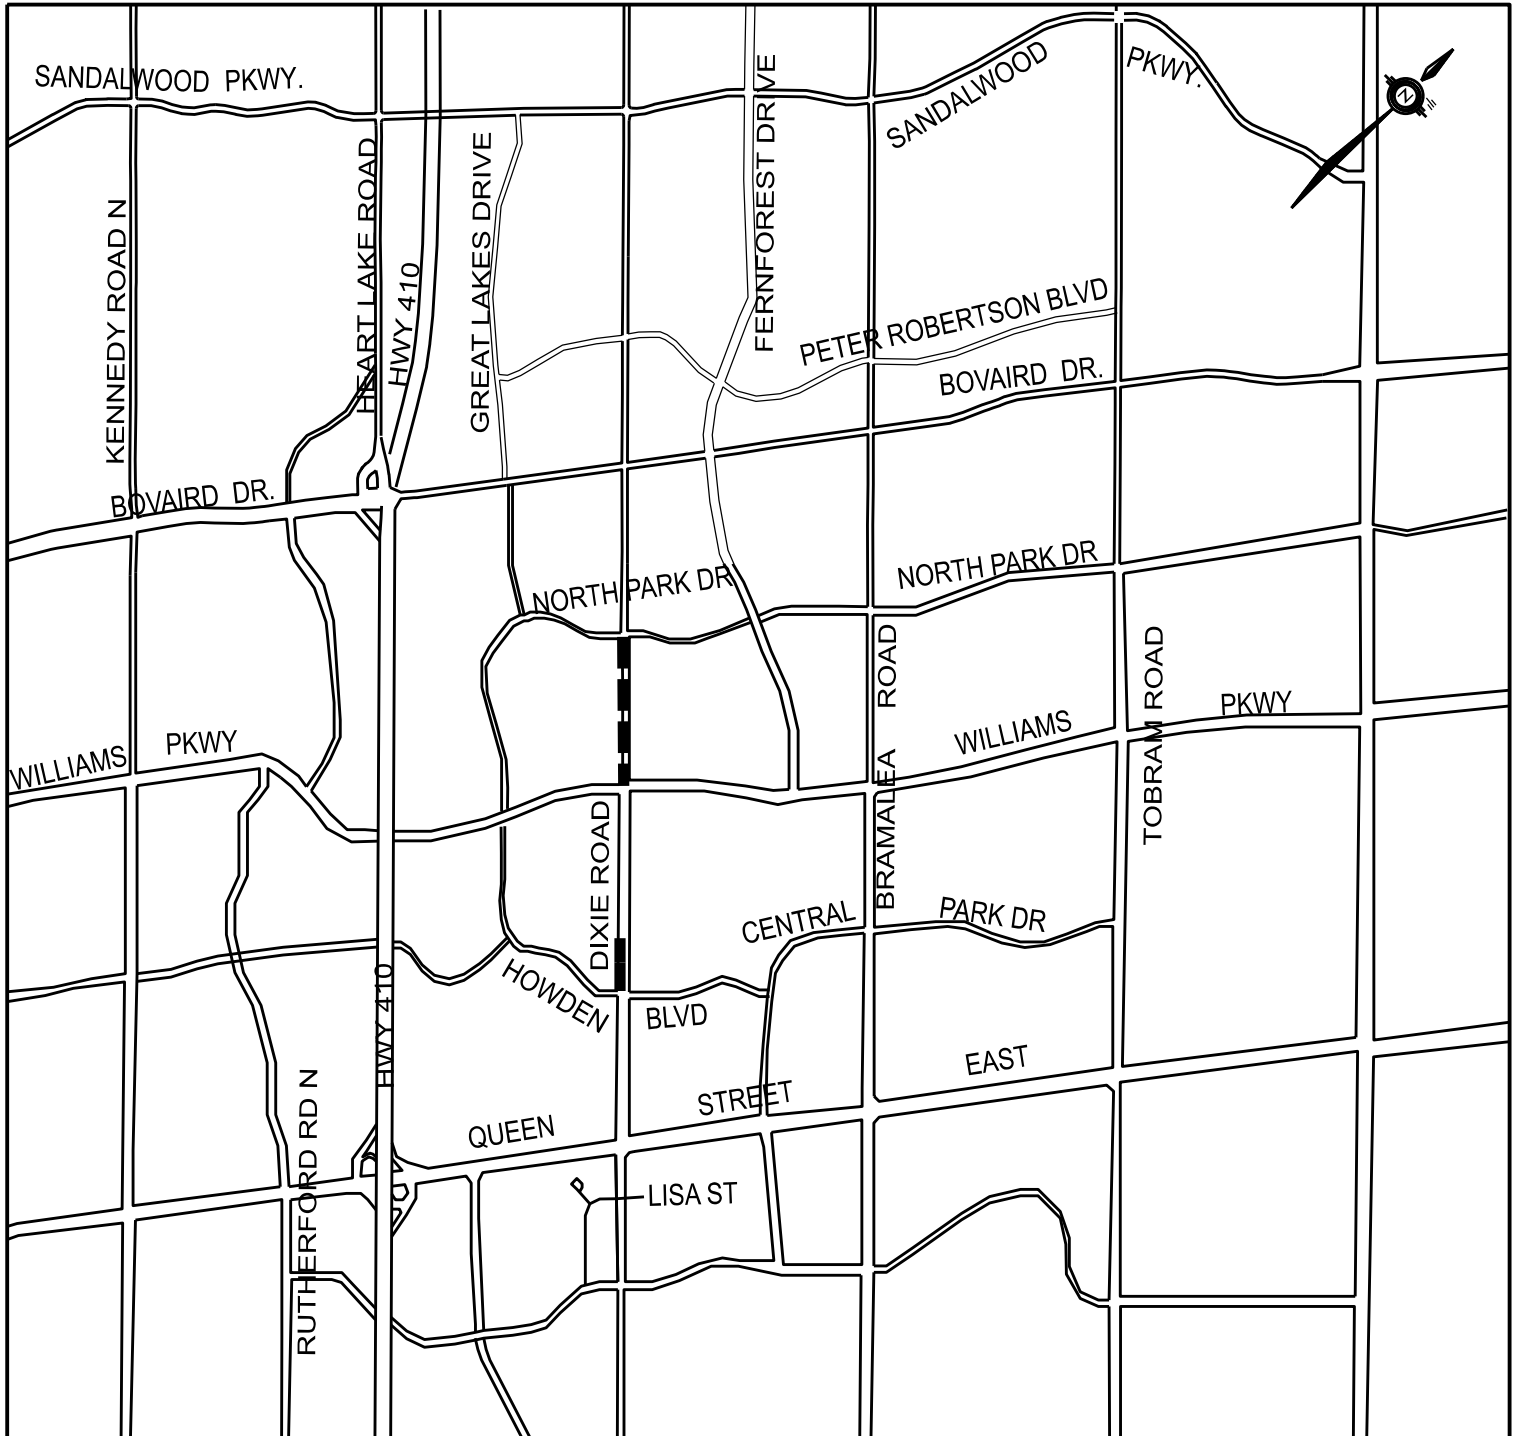 SANDALWOOD PKWY.
SANDALWOOD
PKWY.
N
KENNEDY ROAD N
HEART LAKE ROAD
HWY 410
GREAT LAKES DRIVE
FERNFOREST DRIVE
PETER ROBERTSON BLVD
BOVAIRD DR.
BOVAIRD DR.
NORTH PARK DR
NORTH PARK DR
WILLIAMS PKWY
WILLIAMS PKWY
BRAMALEA ROAD
TOBRAM ROAD
DIXIE ROAD
CENTRAL PARK DR
HOWDEN BLVD
HWY 410
RUTHERFORD RD N
QUEEN STREET EAST
LISA ST